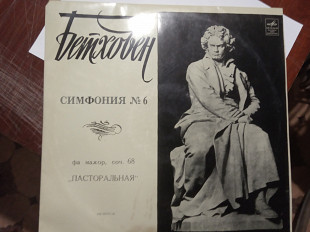 Бетховен
СИМФОНИЯ № 6
фа мажор, соч. 68
„ПАСТОРАЛЬНАЯ"